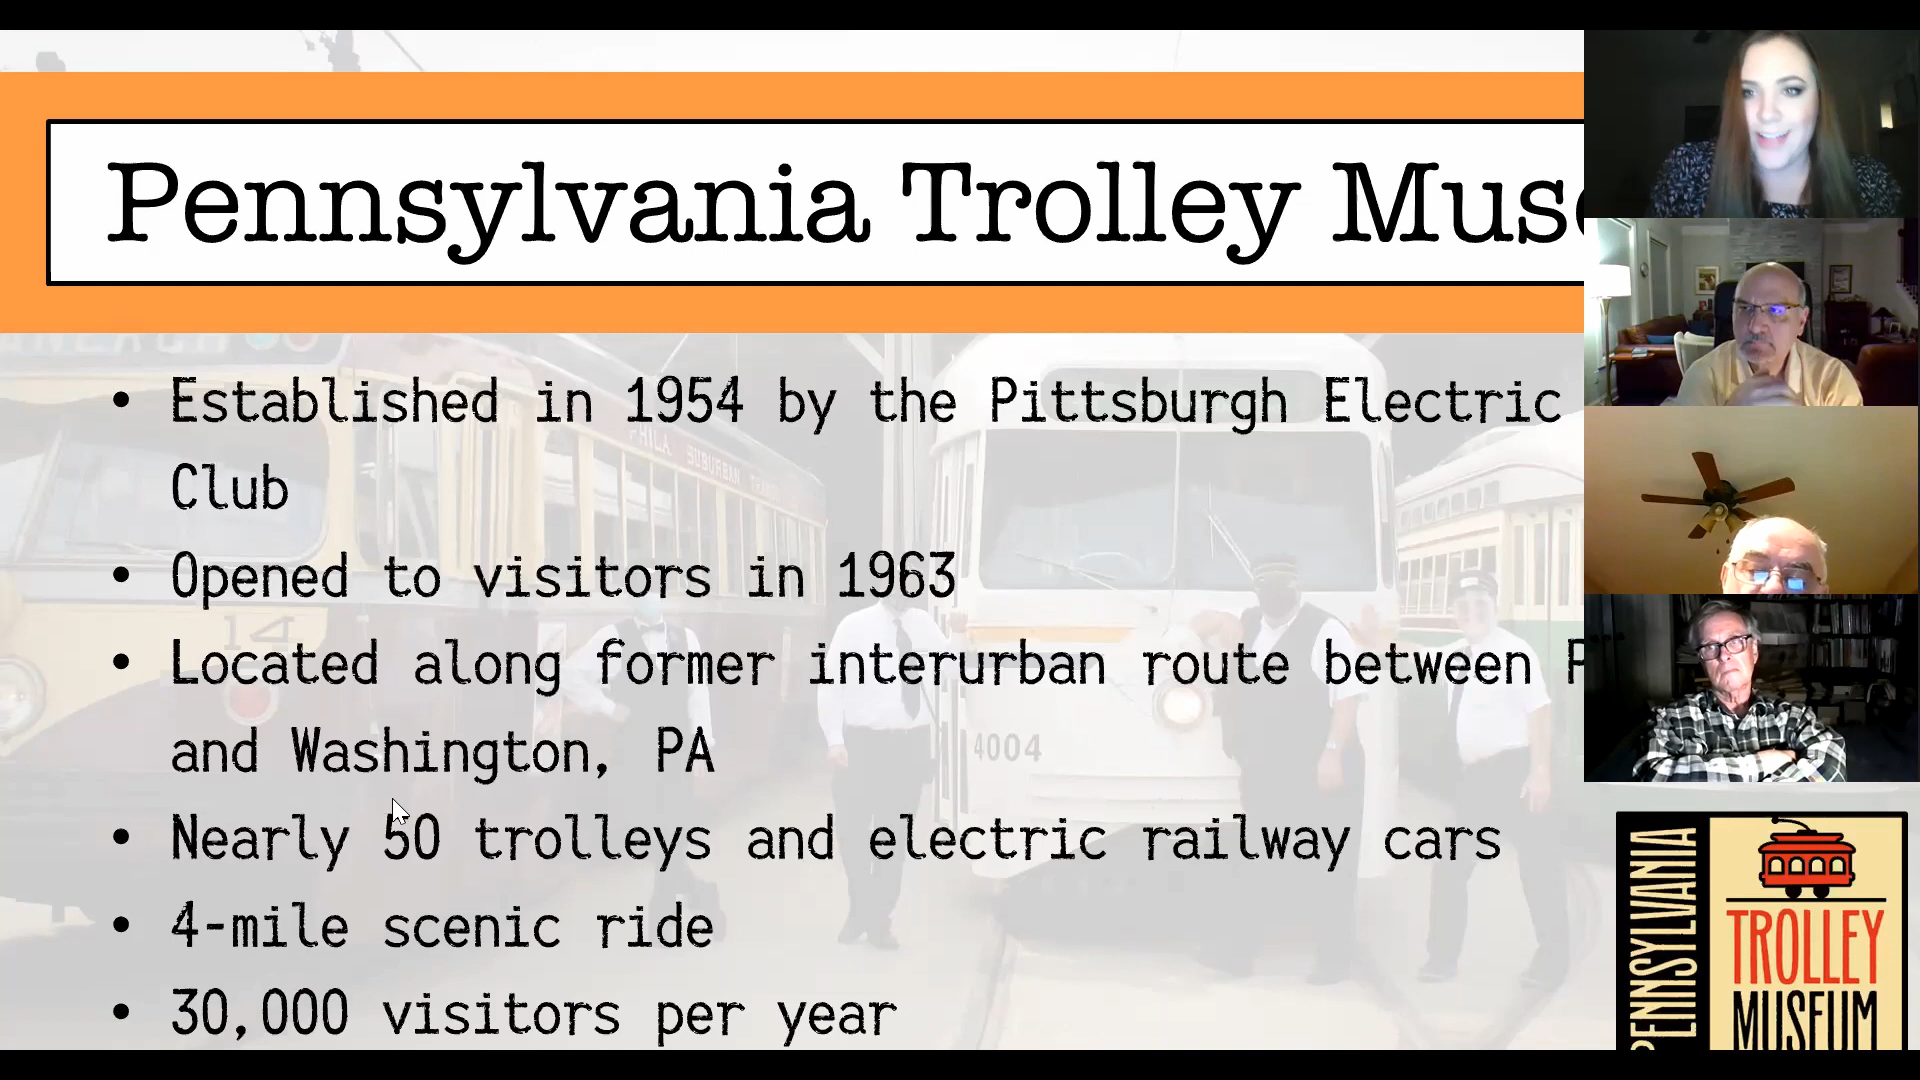 Pennsylvania Trolley Muse
• Established in 1954 by the Pittsburgh Electric
Club
• Opened to visitors in 1963
• Located along former interurban route between P
and Washington, PA
• Nearly 50 trolleys and electric railway cars
• 4-mile scenic ride
• 30,000 visitors per year
14
4004
PENNSYLVANIA
TROLLEY
MUSEUM